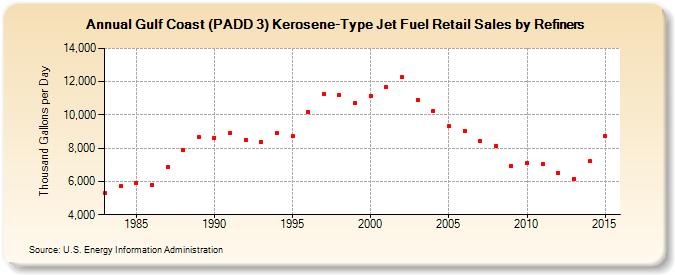 Annual Gulf Coast (PADD 3) Kerosene-Type Jet Fuel Retail Sales by Refiners
Thousand Gallons per Day
14,000
12,000
10,000
8,000
6,000
4,000
1985 1990 1995 2000 2005 2010 2015
Source: U.S. Energy Information Administration